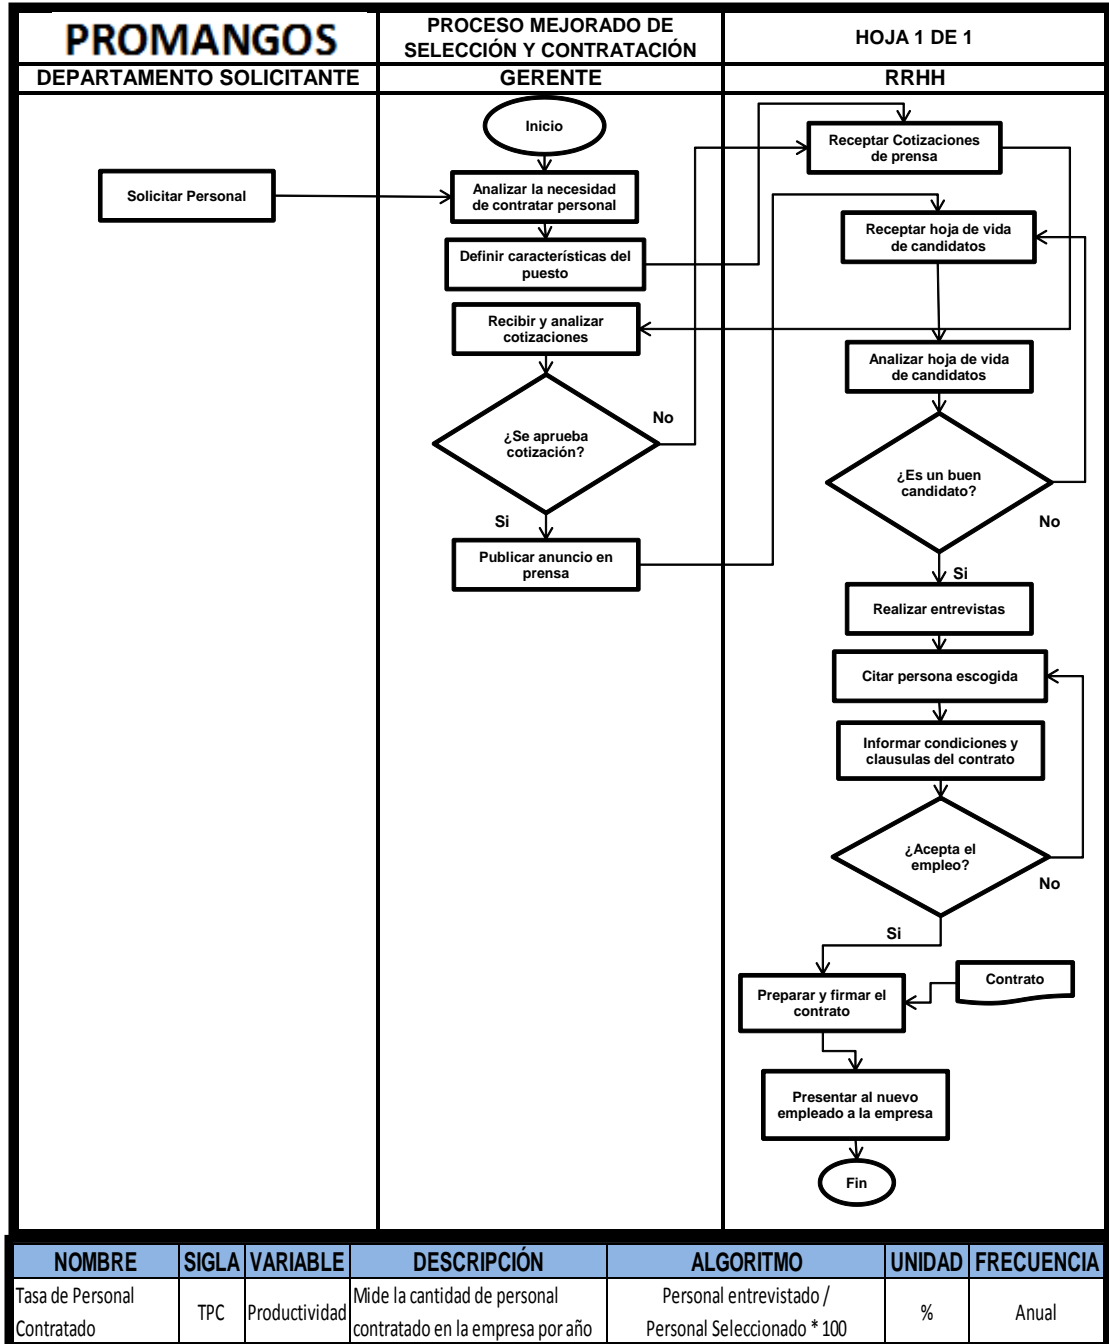 PROMANGOS
PROCESO MEJORADO DE
SELECCIÓN Y CONTRATACIÓN
HOJA 1 DE 1
DEPARTAMENTO SOLICITANTE
GERENTE
RRHH
Inicio
Receptar Cotizaciones
de prensa
Solicitar Personal
Analizar la necesidad
de contratar personal
Receptar hoja de vida
de candidatos
Definir características del
puesto
Recibir y analizar
cotizaciones
Analizar hoja de vida
de candidatos
No
¿Se aprueba
cotización?
¿Es un buen
candidato?
Si
No
Publicar anuncio en
prensa
Si
Realizar entrevistas
Citar persona escogida
Informar condiciones y
clausulas del contrato
¿Acepta el
empleo?
No
Si
Contrato
Preparar y firmar el
contrato
Presentar al nuevo
empleado a la empresa
Fin
NOMBRE SIGLA VARIABLE DESCRIPCIÓN ALGORITMO UNIDAD FRECUENCIA
Tasa de Personal
Contratado
TPC
Productividad
Mide la cantidad de personal
contratado en la empresa por año
Personal entrevistado /
Personal Seleccionado * 100
%
Anual